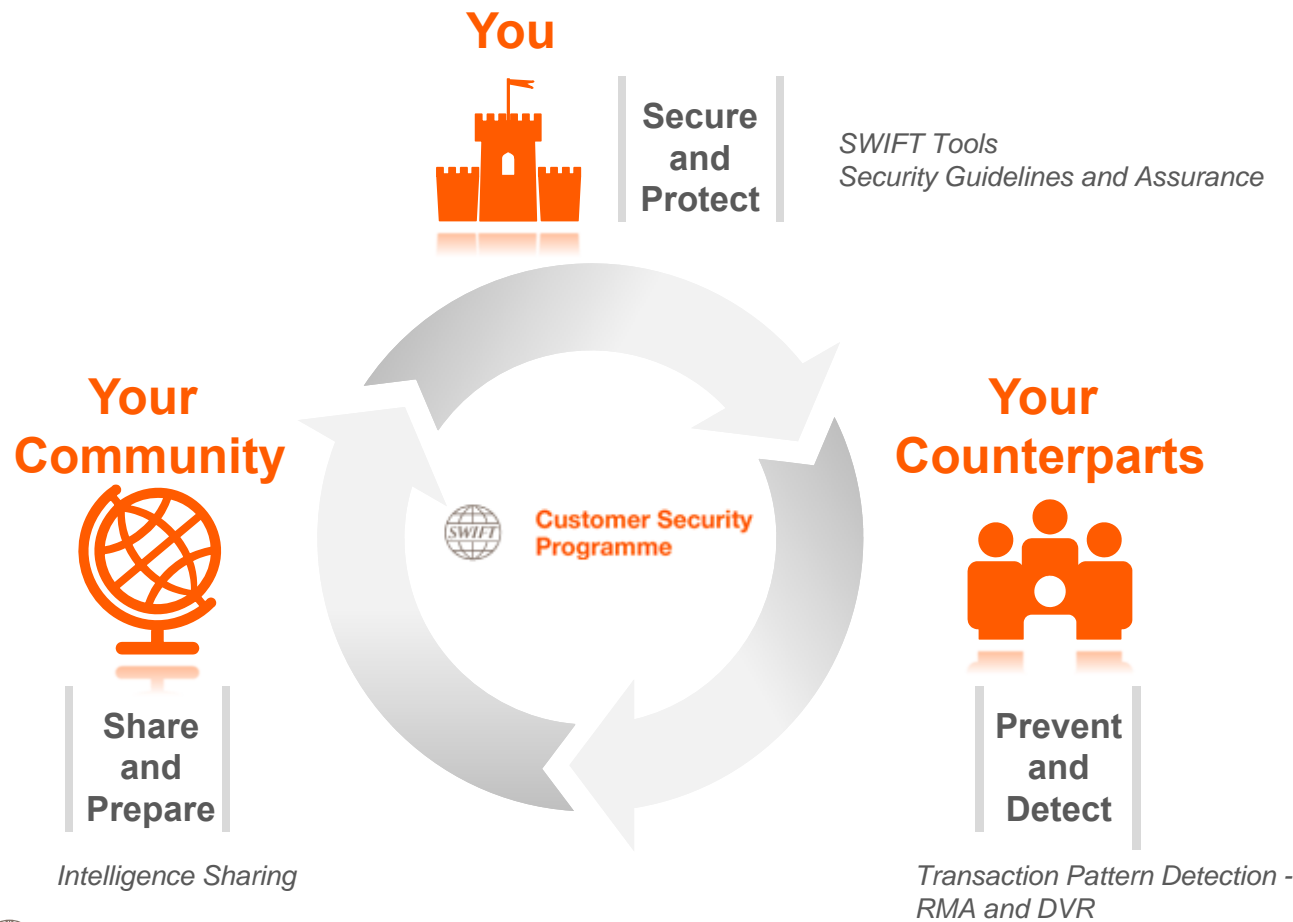 You
Secure
and
Protect
SWIFT Tools
Security Guidelines and Assurance
Your
Community
Your
Counterparts
SWIFT
Customer Security
Programme
Share
and
Prepare
Prevent
and
Detect
Intelligence Sharing
Transaction Pattern Detection -
RMA and DVR